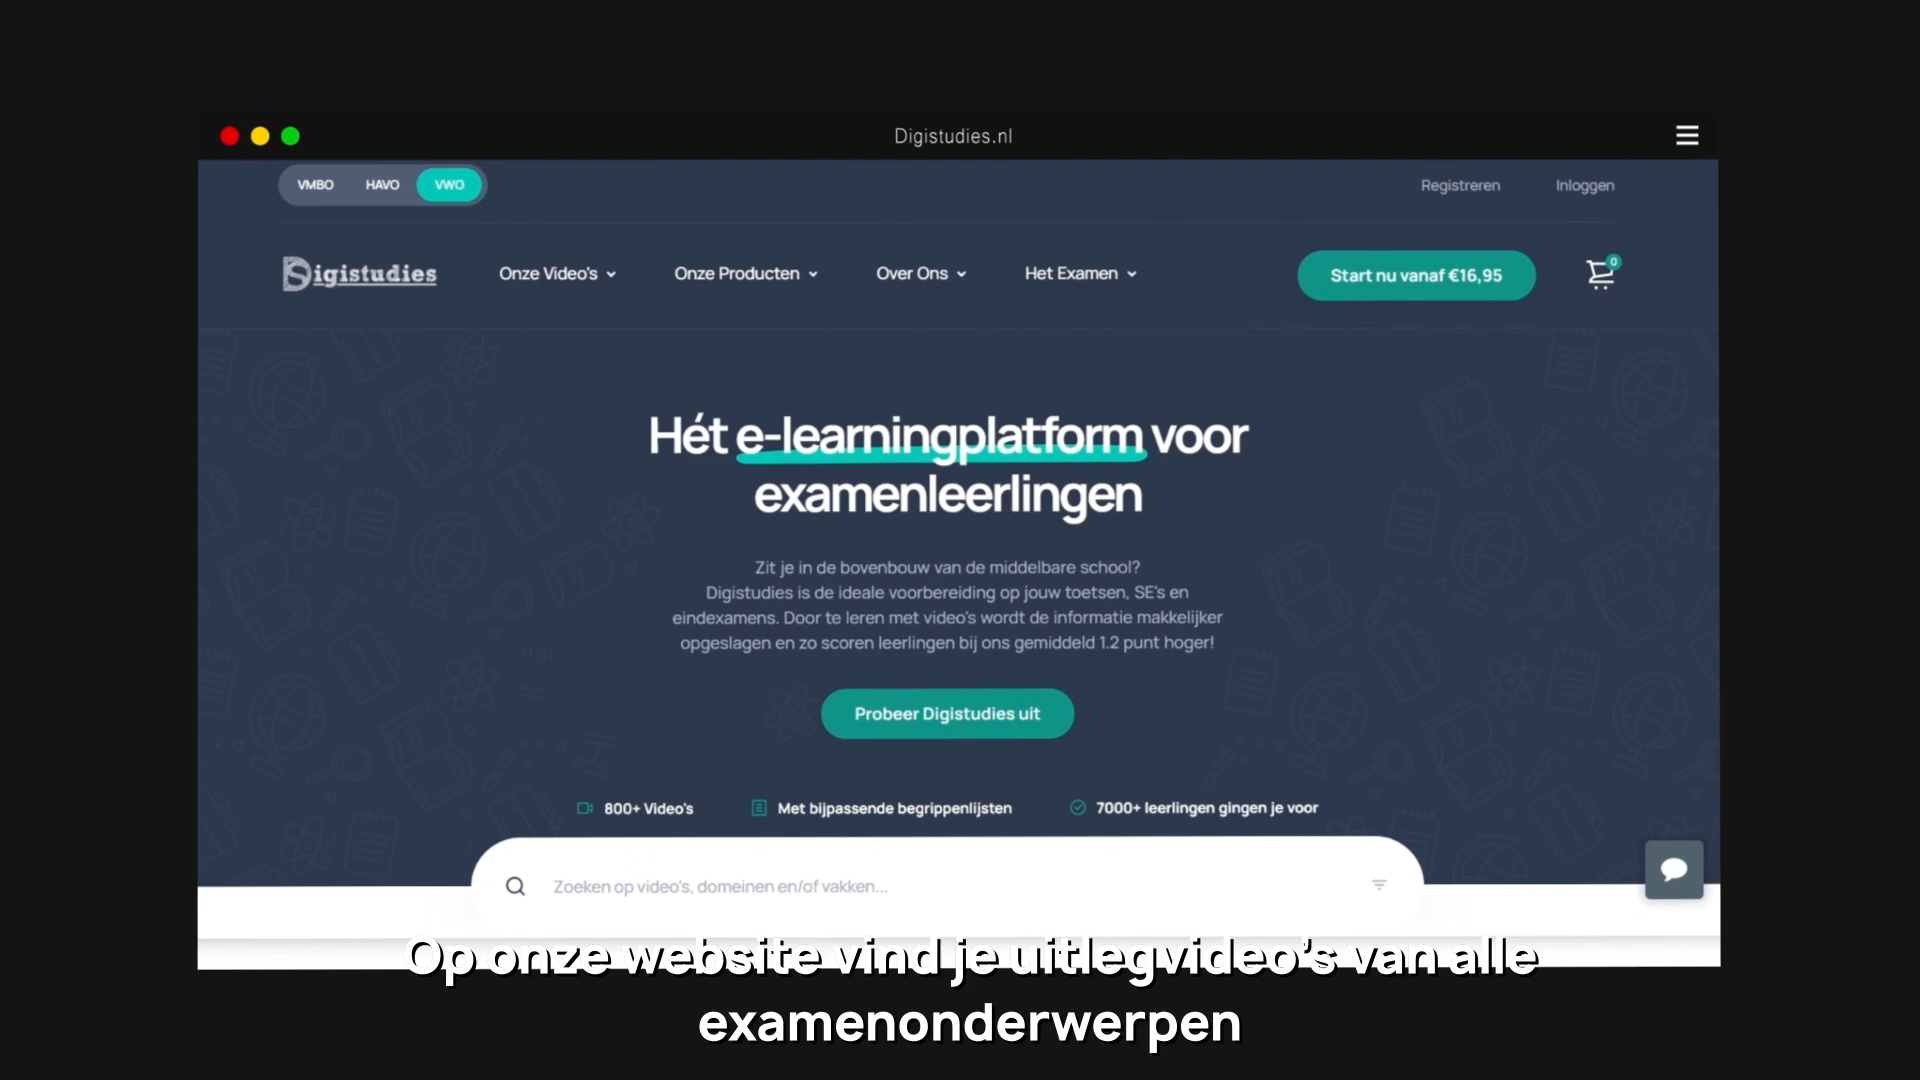 Digistudies.nl
VMBO HAVO VWO
Registreren Inloggen
Digistudies
Onze Video's Onze Producten Over Ons Het Examen
Start nu vanaf €16,95
0
Hét e-learningplatform voor
examenleerlingen
Zit je in de bovenbouw van de middelbare school?
Digistudies is de ideale voorbereiding op jouw toetsen, SE's en
eindexamens. Door te leren met video's wordt de informatie makkelijker
opgeslagen en zo scoren leerlingen bij ons gemiddeld 1.2 punt hoger!
Probeer Digistudies uit
800+ Video's Met bijpassende begrippenlijsten 7000+ leerlingen gingen je voor
Zoeken op video's, domeinen en/of vakken...
Op onze website vind je uitlegvideo's van alle
examenonderwerpen